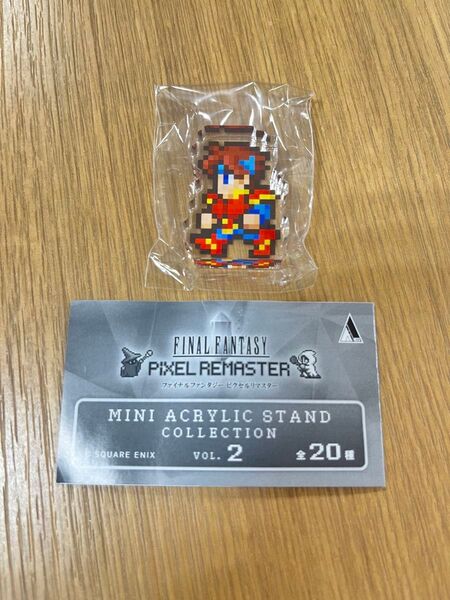 FINAL FANTASY
PIXEL REMASTER
ファイナルファンタジー ピクセルリマスター
MINI ACRYLIC STAND
COLLECTION
© SQUARE ENIX VOL. 2 全20種